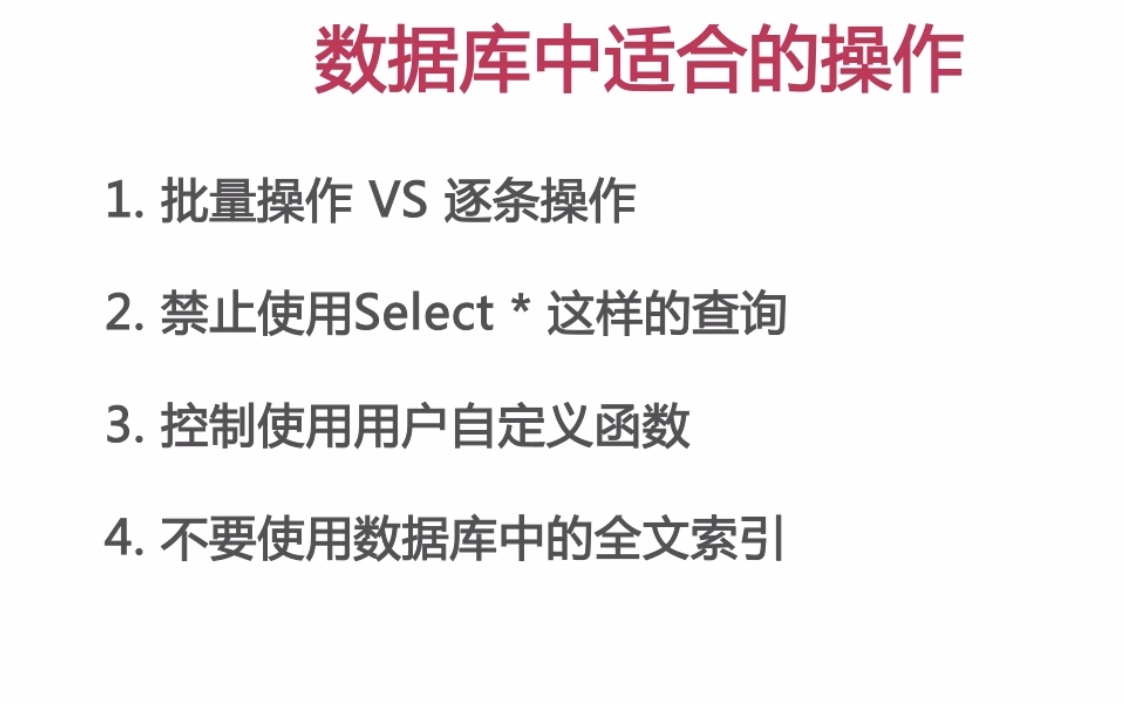 数据库中适合的操作
1. 批量操作 VS 逐条操作
2. 禁止使用Select * 这样的查询
3. 控制使用用户自定义函数
4. 不要使用数据库中的全文索引